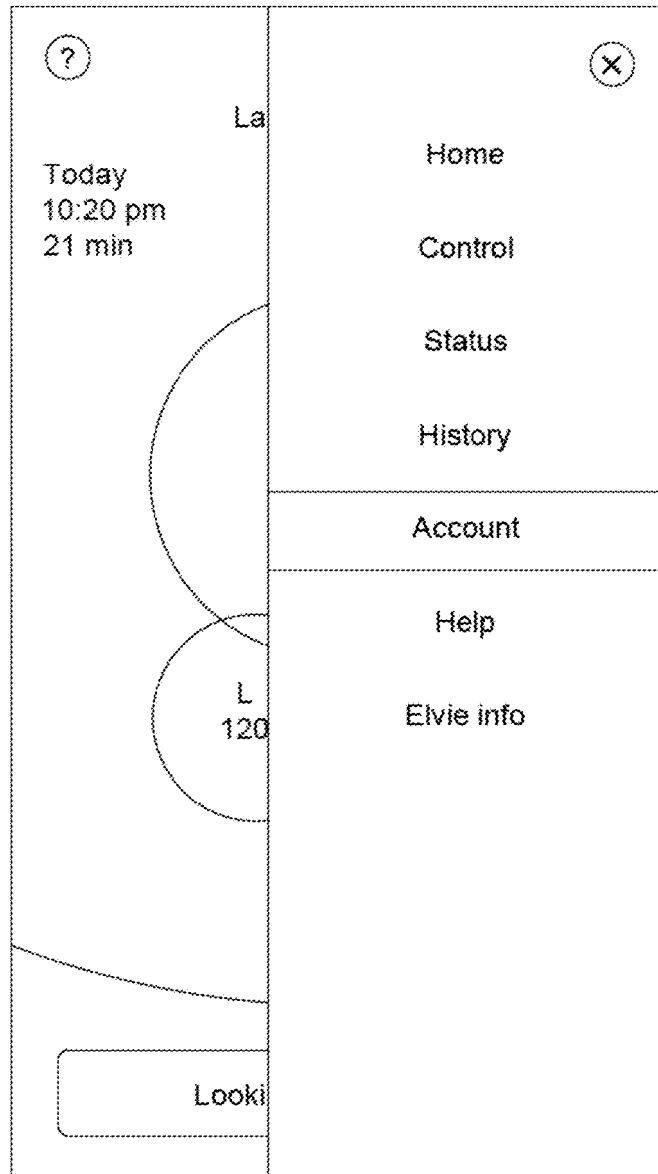 ?
La
Today
10:20 pm
21 min
L
120
Looki
Home
Control
Status
History
Account
Help
Elvie info